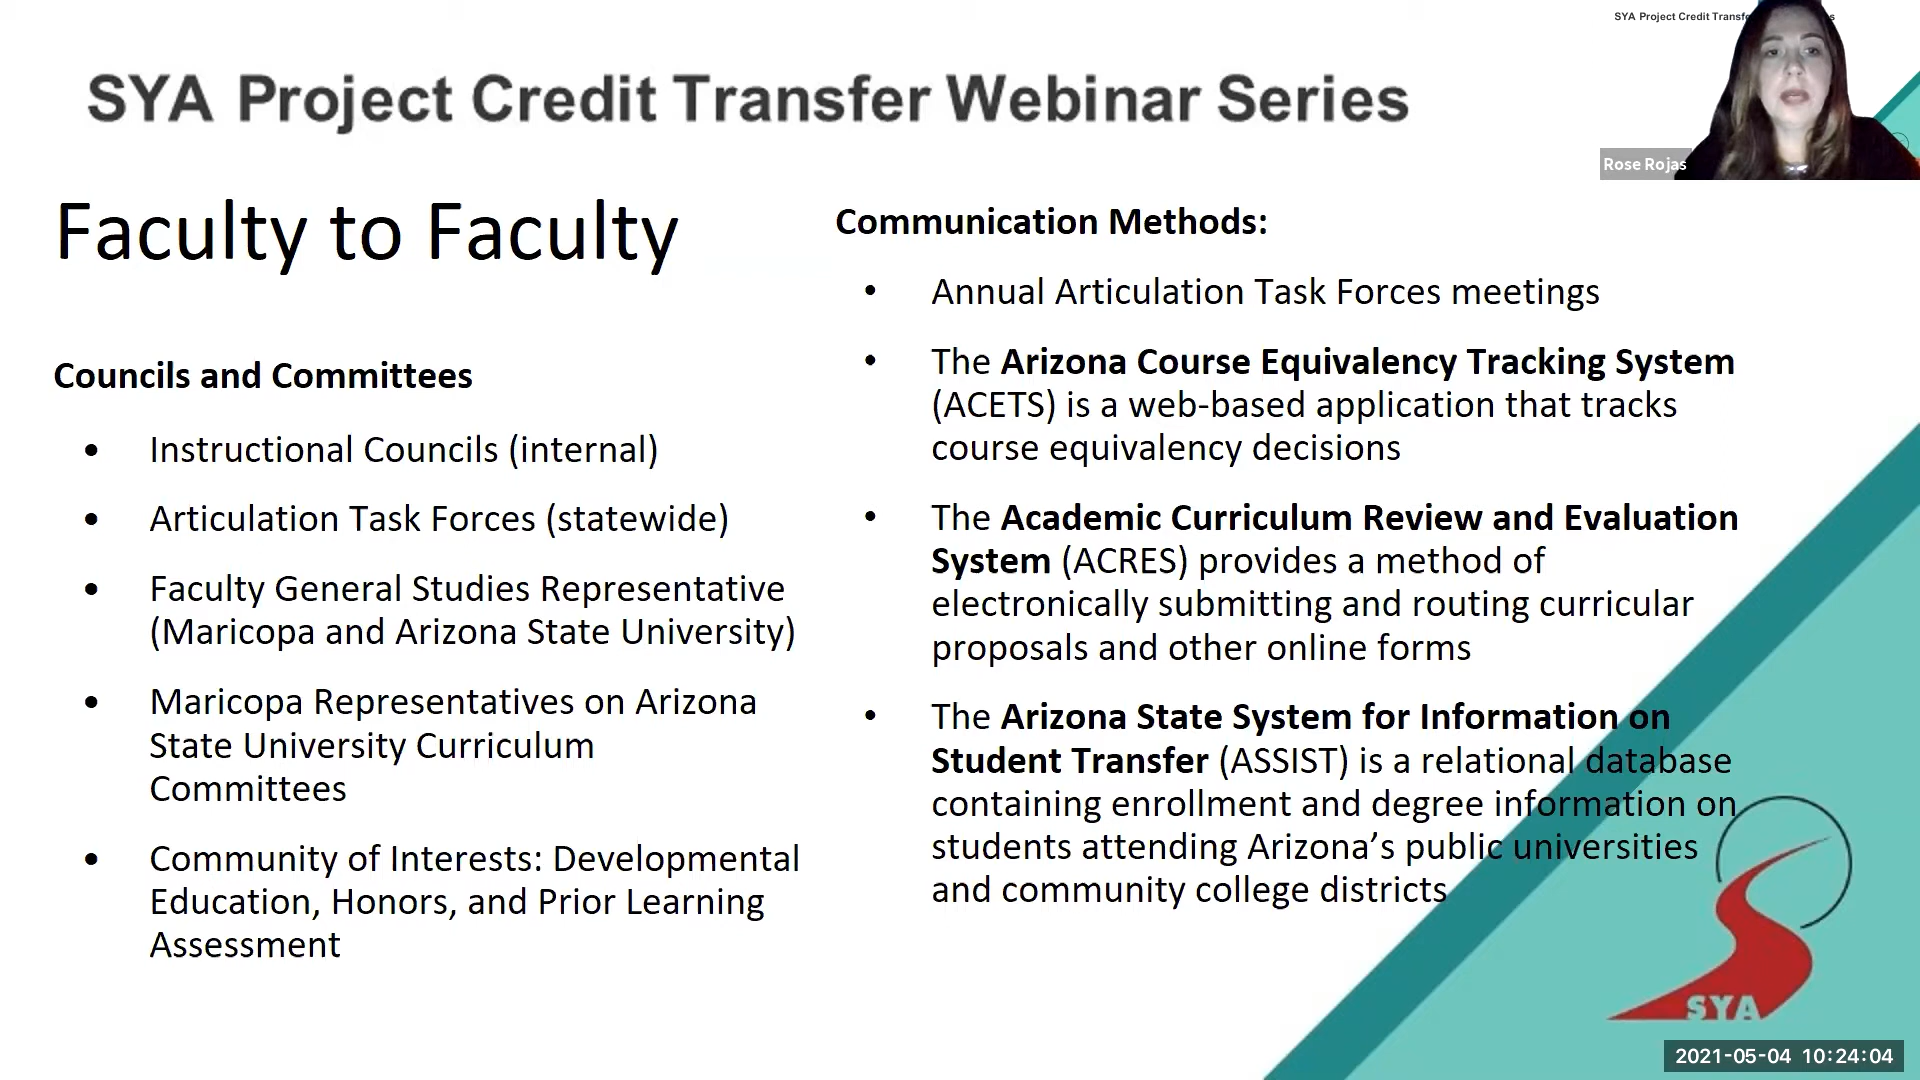 SYA Project Credit Transfer Webinar Series
SYA Project Credit
Rose Rojas
Faculty to Faculty
Councils and Committees
• Instructional Councils (internal)
• Articulation Task Forces (statewide)
• Faculty General Studies Representative
(Maricopa and Arizona State University)
• Maricopa Representatives on Arizona
State University Curriculum
Committees
• Community of Interests: Developmental
Education, Honors, and Prior Learning
Assessment
Communication Methods:
• Annual Articulation Task Forces meetings
• The Arizona Course Equivalency Tracking System
(ACETS) is a web-based application that tracks
course equivalency decisions
• The Academic Curriculum Review and Evaluation
System (ACRES) provides a method of
electronically submitting and routing curricular
proposals and other online forms
• The Arizona State System for Information on
Student Transfer (ASSIST) is a relational database
containing enrollment and degree information on
students attending Arizona’s public universities
and community college districts
SYA
2021-05-04 10:24:04